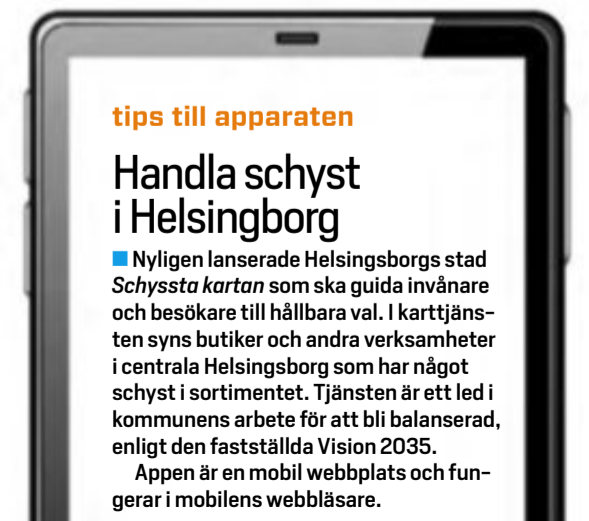 tips till apparaten
Handla schyst
i Helsingborg
■ Nyligen lanserade Helsingsborgs stad
Schyssta kartan som ska guida invånare
och besökare till hållbara val. I karttjäns-
ten syns butiker och andra verksamheter
i centrala Helsingsborg som har något
schyst i sortimentet. Tjänsten är ett led i
kommunens arbete för att bli balanserad,
enligt den fastställda Vision 2035.
Appen är en mobil webbplats och fun-
gerar i mobilens webbläsare.